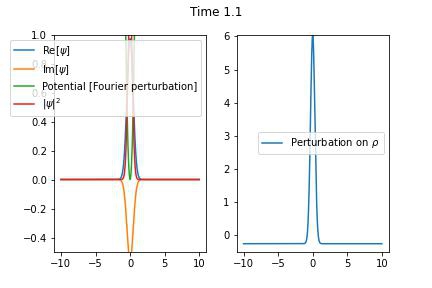 Time 1.1
1.0
0.8
0.6
0.4
0.2
0.0
−0.2
−0.4
Re[ψ]
Im[ψ]
Potential [Fourier perturbation]
|ψ|²
−10 −5 0 5 10
6
5
4
3
2
1
0
Perturbation on ρ
−10 −5 0 5 10